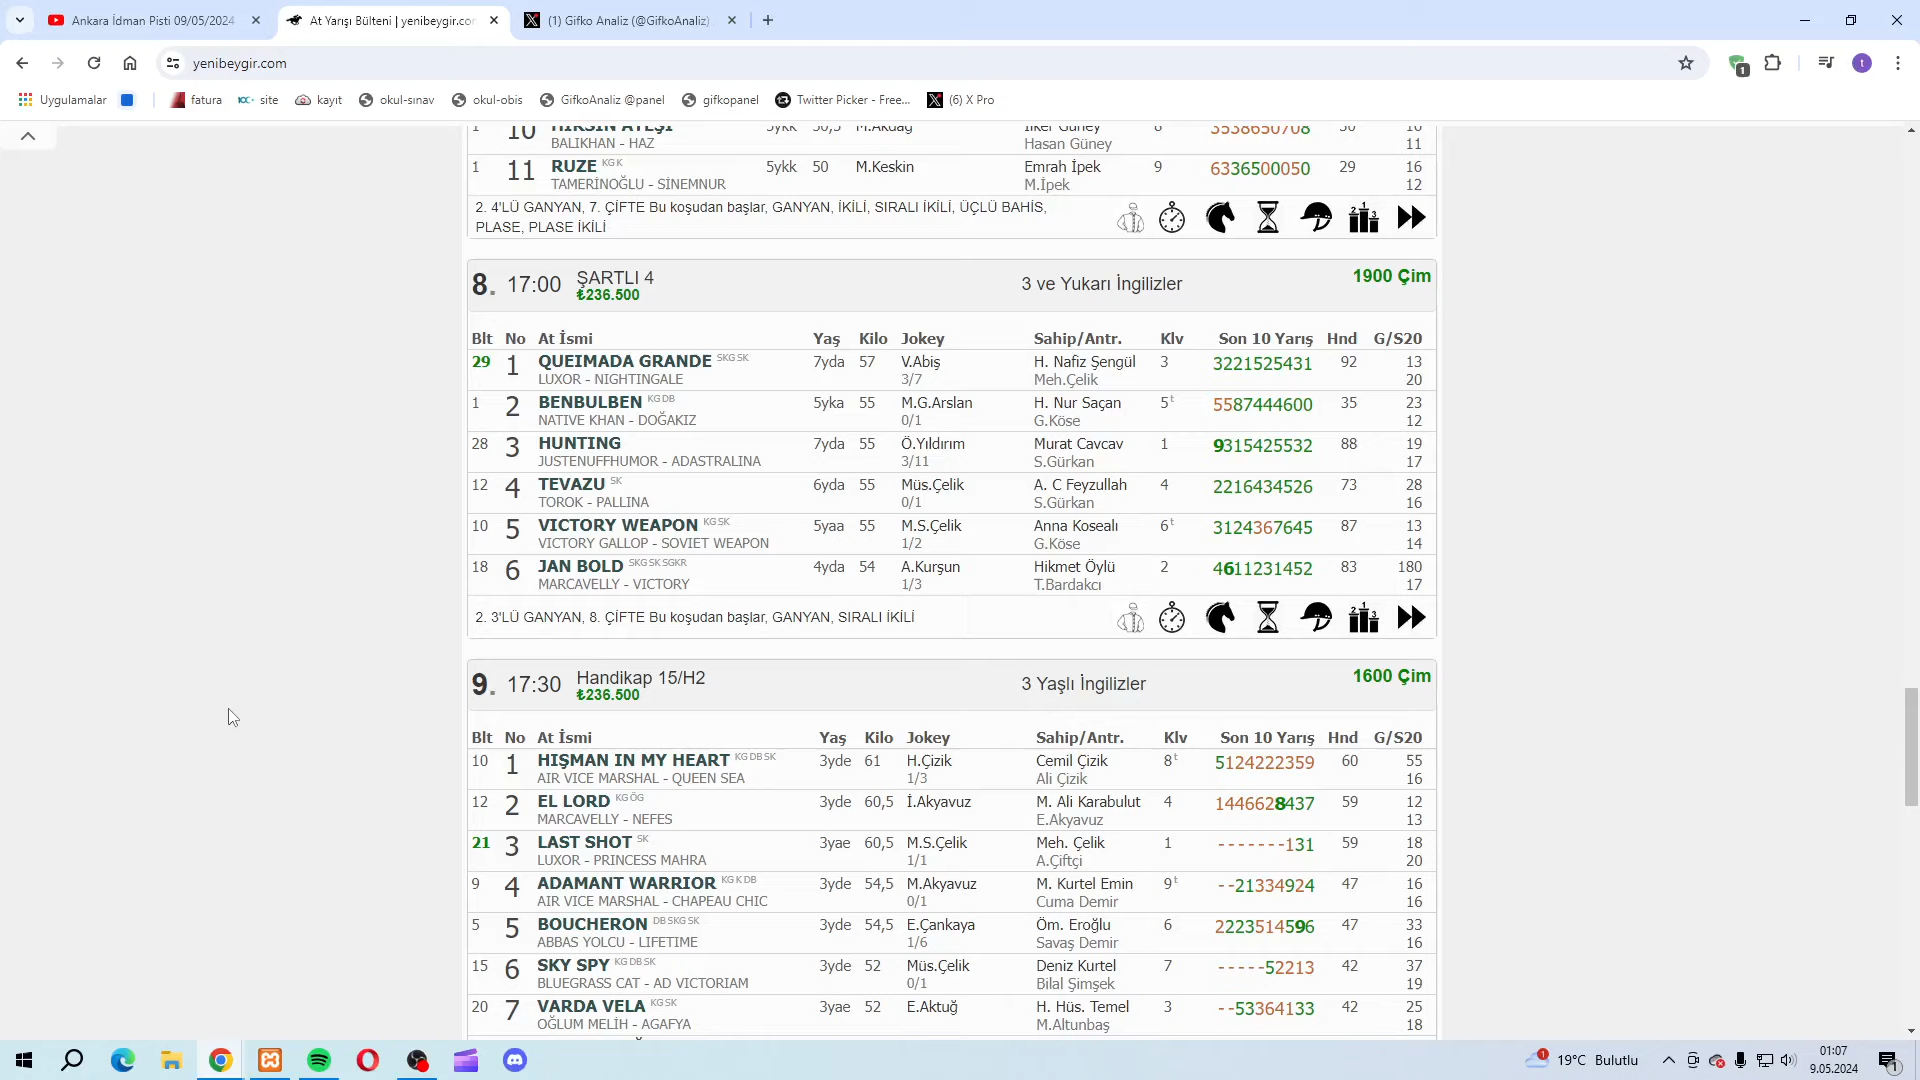 Ankara İdman Pisti 09/05/2024
At Yarışı Bülteni | yenibeygir.com
(1) Gifko Analiz (@GifkoAnaliz)
yenibeygir.com
1
t
Uygulamalar
fatura
site
kayıt
okul-sınav
okul-obis
GifkoAnaliz @panel
gifkopanel
Twitter Picker - Free...
(6) X Pro
1 10 HIRSIN ATEŞİ 5ykk 50,5 M.Akdağ İlker Güney 8 3538650708 30 16
BALIKHAN - HAZ Hasan Güney 11
1 11 RUZE KG K 5ykk 50 M.Keskin Emrah İpek 9 6336500050 29 16
TAMERİNOĞLU - SİNEMNUR M.İpek 12
2. 4'LÜ GANYAN, 7. ÇİFTE Bu koşudan başlar, GANYAN, İKİLİ, SIRALI İKİLİ, ÜÇLÜ BAHİS,
PLASE, PLASE İKİLİ
8. 17:00 ŞARTLI 4 3 ve Yukarı İngilizler 1900 Çim
₺236.500
Blt No At İsmi Yaş Kilo Jokey Sahip/Antr. Klv Son 10 Yarış Hnd G/S20
29 1 QUEIMADA GRANDE SKG SK 7yda 57 V.Abiş H. Nafiz Şengül 3 3221525431 92 13
LUXOR - NIGHTINGALE 3/7 Meh.Çelik 20
1 2 BENBULBEN KG DB 5yka 55 M.G.Arslan H. Nur Saçan 5t 5587444600 35 23
NATIVE KHAN - DOĞAKIZ 0/1 G.Köse 12
28 3 HUNTING 7yda 55 Ö.Yıldırım Murat Cavcav 1 9315425532 88 19
JUSTENUFFHUMOR - ADASTRALINA 3/11 S.Gürkan 17
12 4 TEVAZU SK 6yda 55 Müs.Çelik A. C Feyzullah 4 2216434526 73 28
TOROK - PALLINA 0/1 S.Gürkan 16
10 5 VICTORY WEAPON KG SK 5yaa 55 M.S.Çelik Anna Kosealı 6t 3124367645 87 13
VICTORY GALLOP - SOVIET WEAPON 1/2 G.Köse 14
18 6 JAN BOLD SKG SK SGKR 4yda 54 A.Kurşun Hikmet Öylü 2 4611231452 83 180
MARCAVELLY - VICTORY 1/3 T.Bardakcı 17
2. 3'LÜ GANYAN, 8. ÇİFTE Bu koşudan başlar, GANYAN, SIRALI İKİLİ
9. 17:30 Handikap 15/H2 3 Yaşlı İngilizler 1600 Çim
₺236.500
Blt No At İsmi Yaş Kilo Jokey Sahip/Antr. Klv Son 10 Yarış Hnd G/S20
10 1 HIŞMAN IN MY HEART KG DB SK 3yde 61 H.Çizik Cemil Çizik 8t 5124222359 60 55
AIR VICE MARSHAL - QUEEN SEA 1/3 Ali Çizik 16
12 2 EL LORD KG ÖG 3yde 60,5 İ.Akyavuz M. Ali Karabulut 4 1446628437 59 12
MARCAVELLY - NEFES E.Akyavuz 13
21 3 LAST SHOT SK 3yae 60,5 M.S.Çelik Meh. Çelik 1 -------131 59 18
LUXOR - PRINCESS MAHRA 1/1 A.Çiftçi 20
9 4 ADAMANT WARRIOR KG K DB 3yde 54,5 M.Akyavuz M. Kurtel Emin 9t --21334924 47 16
AIR VICE MARSHAL - CHAPEAU CHIC 0/1 Cuma Demir 16
5 5 BOUCHERON DB SKG SK 3yde 54,5 E.Çankaya Öm. Eroğlu 6 2223514596 47 33
ABBAS YOLCU - LIFETIME 1/6 Savaş Demir 16
15 6 SKY SPY KG DB SK 3yde 52 Müs.Çelik Deniz Kurtel 7 -----52213 42 37
BLUEGRASS CAT - AD VICTORIAM 0/1 Bilal Şimşek 19
20 7 VARDA VELA KG SK 3yae 52 E.Aktuğ H. Hüs. Temel 3 --53364133 42 25
OĞLUM MELİH - AGAFYA M.Altunbaş 18
1 19°C Bulutlu 01:07
9.05.2024 1